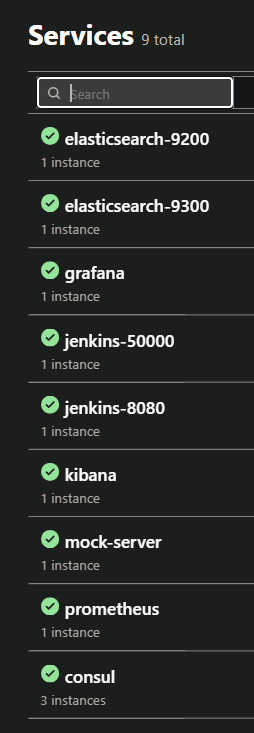 Services 9 total
Search
elasticsearch-9200
1 instance
elasticsearch-9300
1 instance
grafana
1 instance
jenkins-50000
1 instance
jenkins-8080
1 instance
kibana
1 instance
mock-server
1 instance
prometheus
1 instance
consul
3 instances